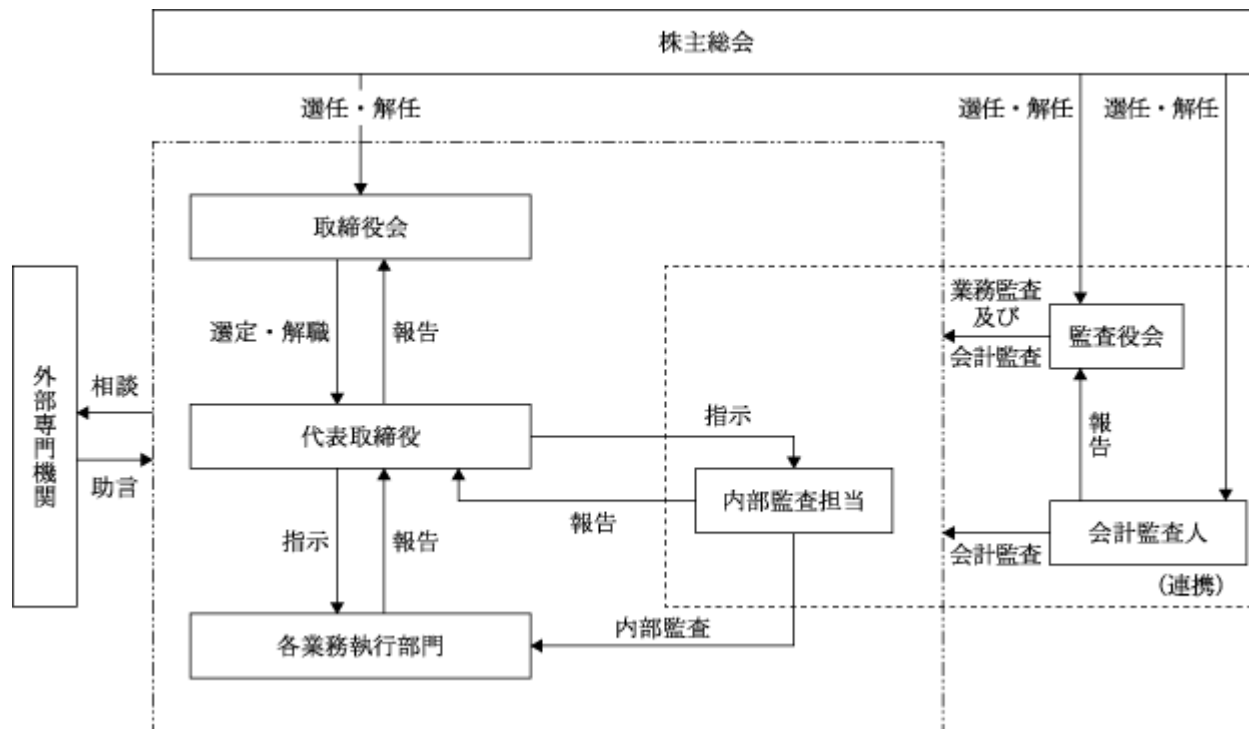 株主総会
選任・解任
選任・解任
選任・解任
取締役会
業務監査
及び
会計監査
監査役会
選定・解職
報告
外部専門機関
相談
助言
代表取締役
指示
報告
内部監査担当
報告
会計監査
会計監査人
(連携)
指示
報告
内部監査
各業務執行部門